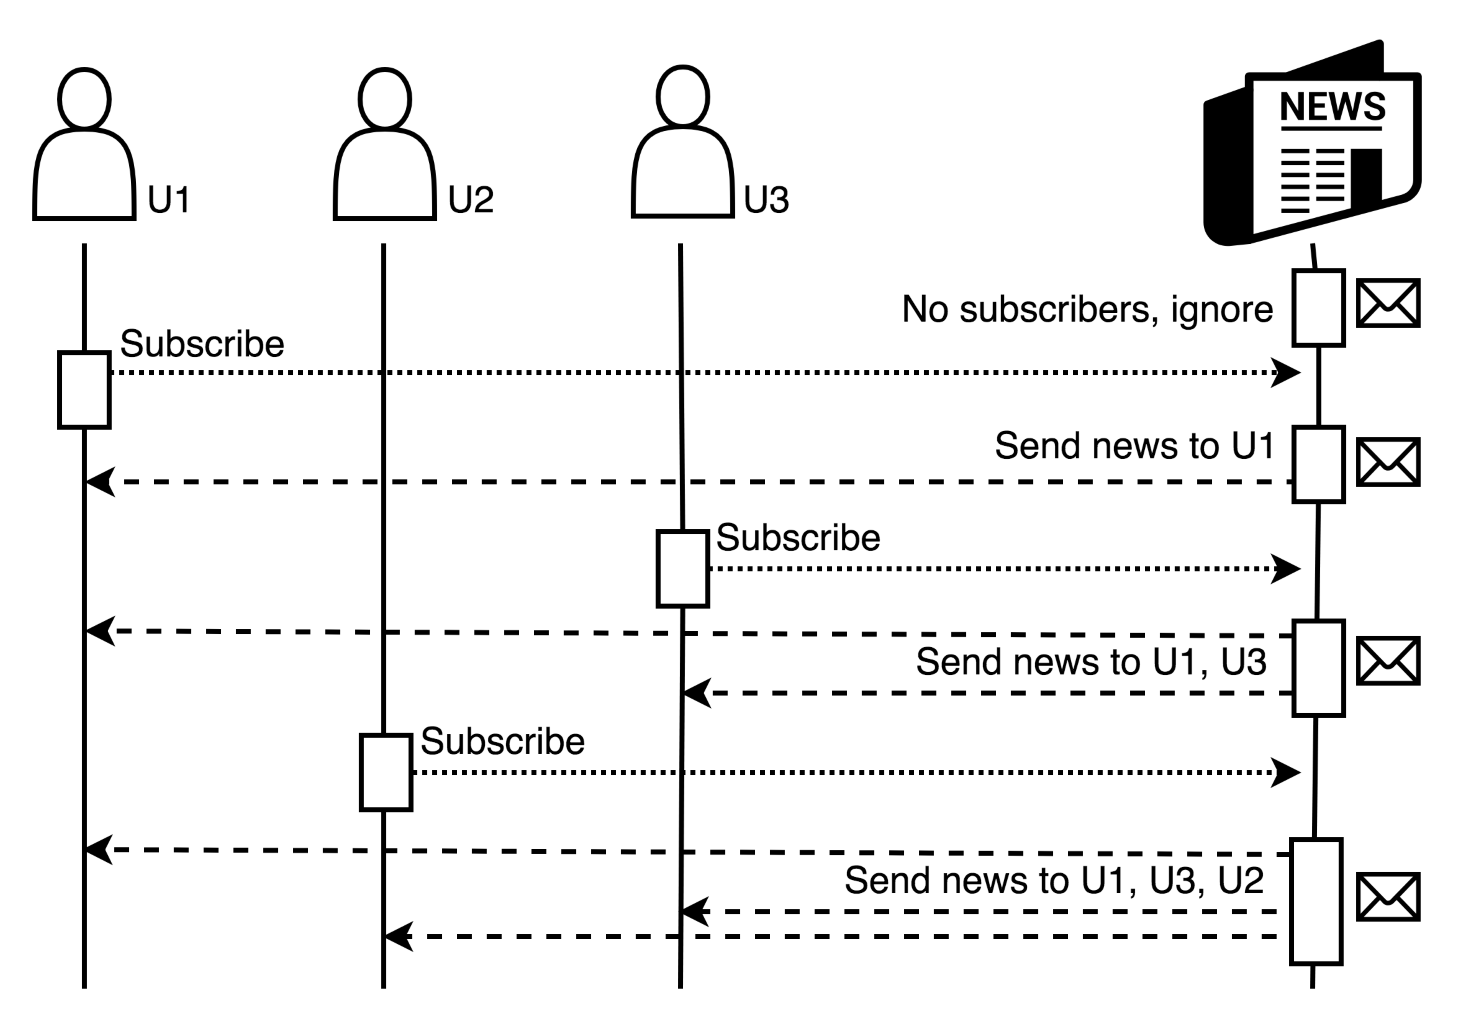 NEWS
U1
U2
U3
No subscribers, ignore
Subscribe
Send news to U1
Subscribe
Send news to U1, U3
Subscribe
Send news to U1, U3, U2